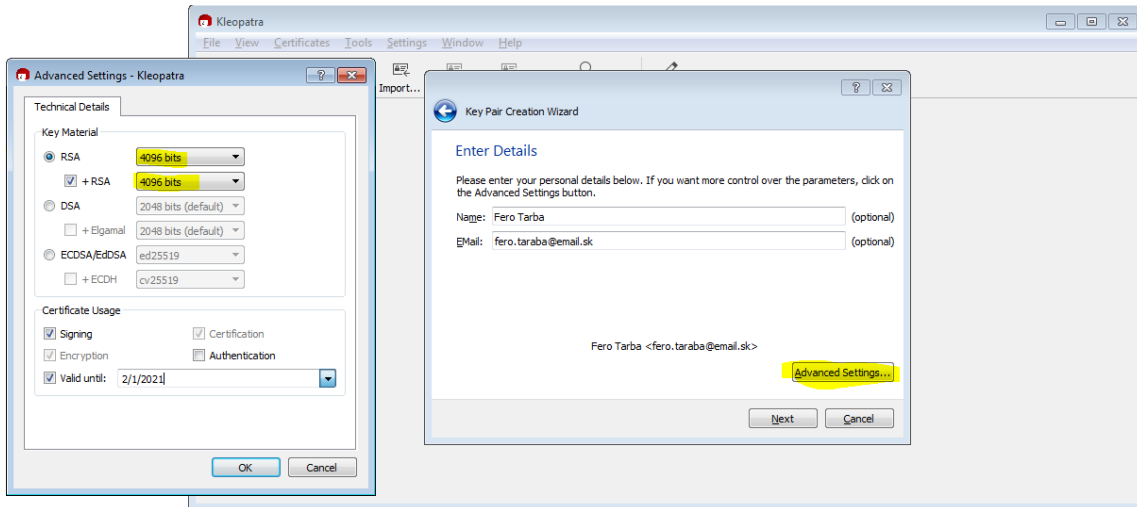 Kleopatra
File View Certificates Tools Settings Window Help
Import...
Advanced Settings - Kleopatra
Technical Details
Key Material
RSA 4096 bits
+ RSA 4096 bits
DSA 2048 bits (default)
+ Elgamal 2048 bits (default)
ECDSA/EdDSA ed25519
+ ECDH cv25519
Certificate Usage
Signing Certification
Encryption Authentication
Valid until: 2/1/2021
OK Cancel
Key Pair Creation Wizard
Enter Details
Please enter your personal details below. If you want more control over the parameters, click on
the Advanced Settings button.
Name: Fero Tarba (optional)
EMail: fero.taraba@email.sk (optional)
Fero Tarba <fero.taraba@email.sk>
Advanced Settings...
Next Cancel